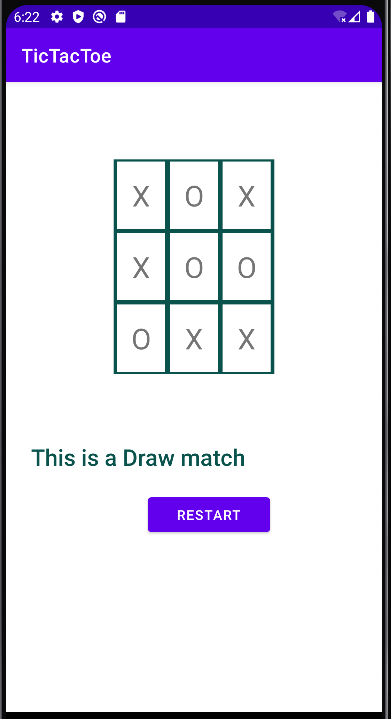 6:22
TicTacToe
X O X
X O O
O X X
This is a Draw match
RESTART